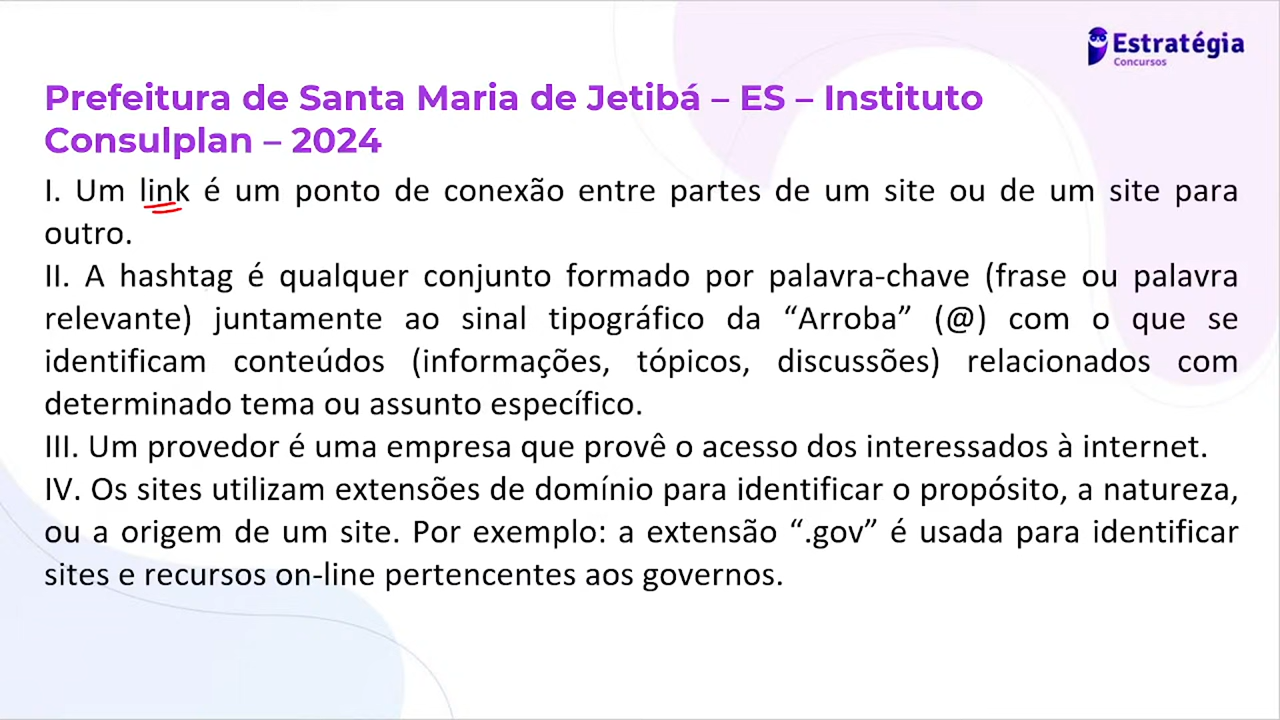 Estratégia
Concursos
Prefeitura de Santa Maria de Jetibá – ES – Instituto
Consulplan – 2024
I. Um link é um ponto de conexão entre partes de um site ou de um site para
outro.
II. A hashtag é qualquer conjunto formado por palavra-chave (frase ou palavra
relevante) juntamente ao sinal tipográfico da “Arroba” (@) com o que se
identificam conteúdos (informações, tópicos, discussões) relacionados com
determinado tema ou assunto específico.
III. Um provedor é uma empresa que provê o acesso dos interessados à internet.
IV. Os sites utilizam extensões de domínio para identificar o propósito, a natureza,
ou a origem de um site. Por exemplo: a extensão “.gov” é usada para identificar
sites e recursos on-line pertencentes aos governos.